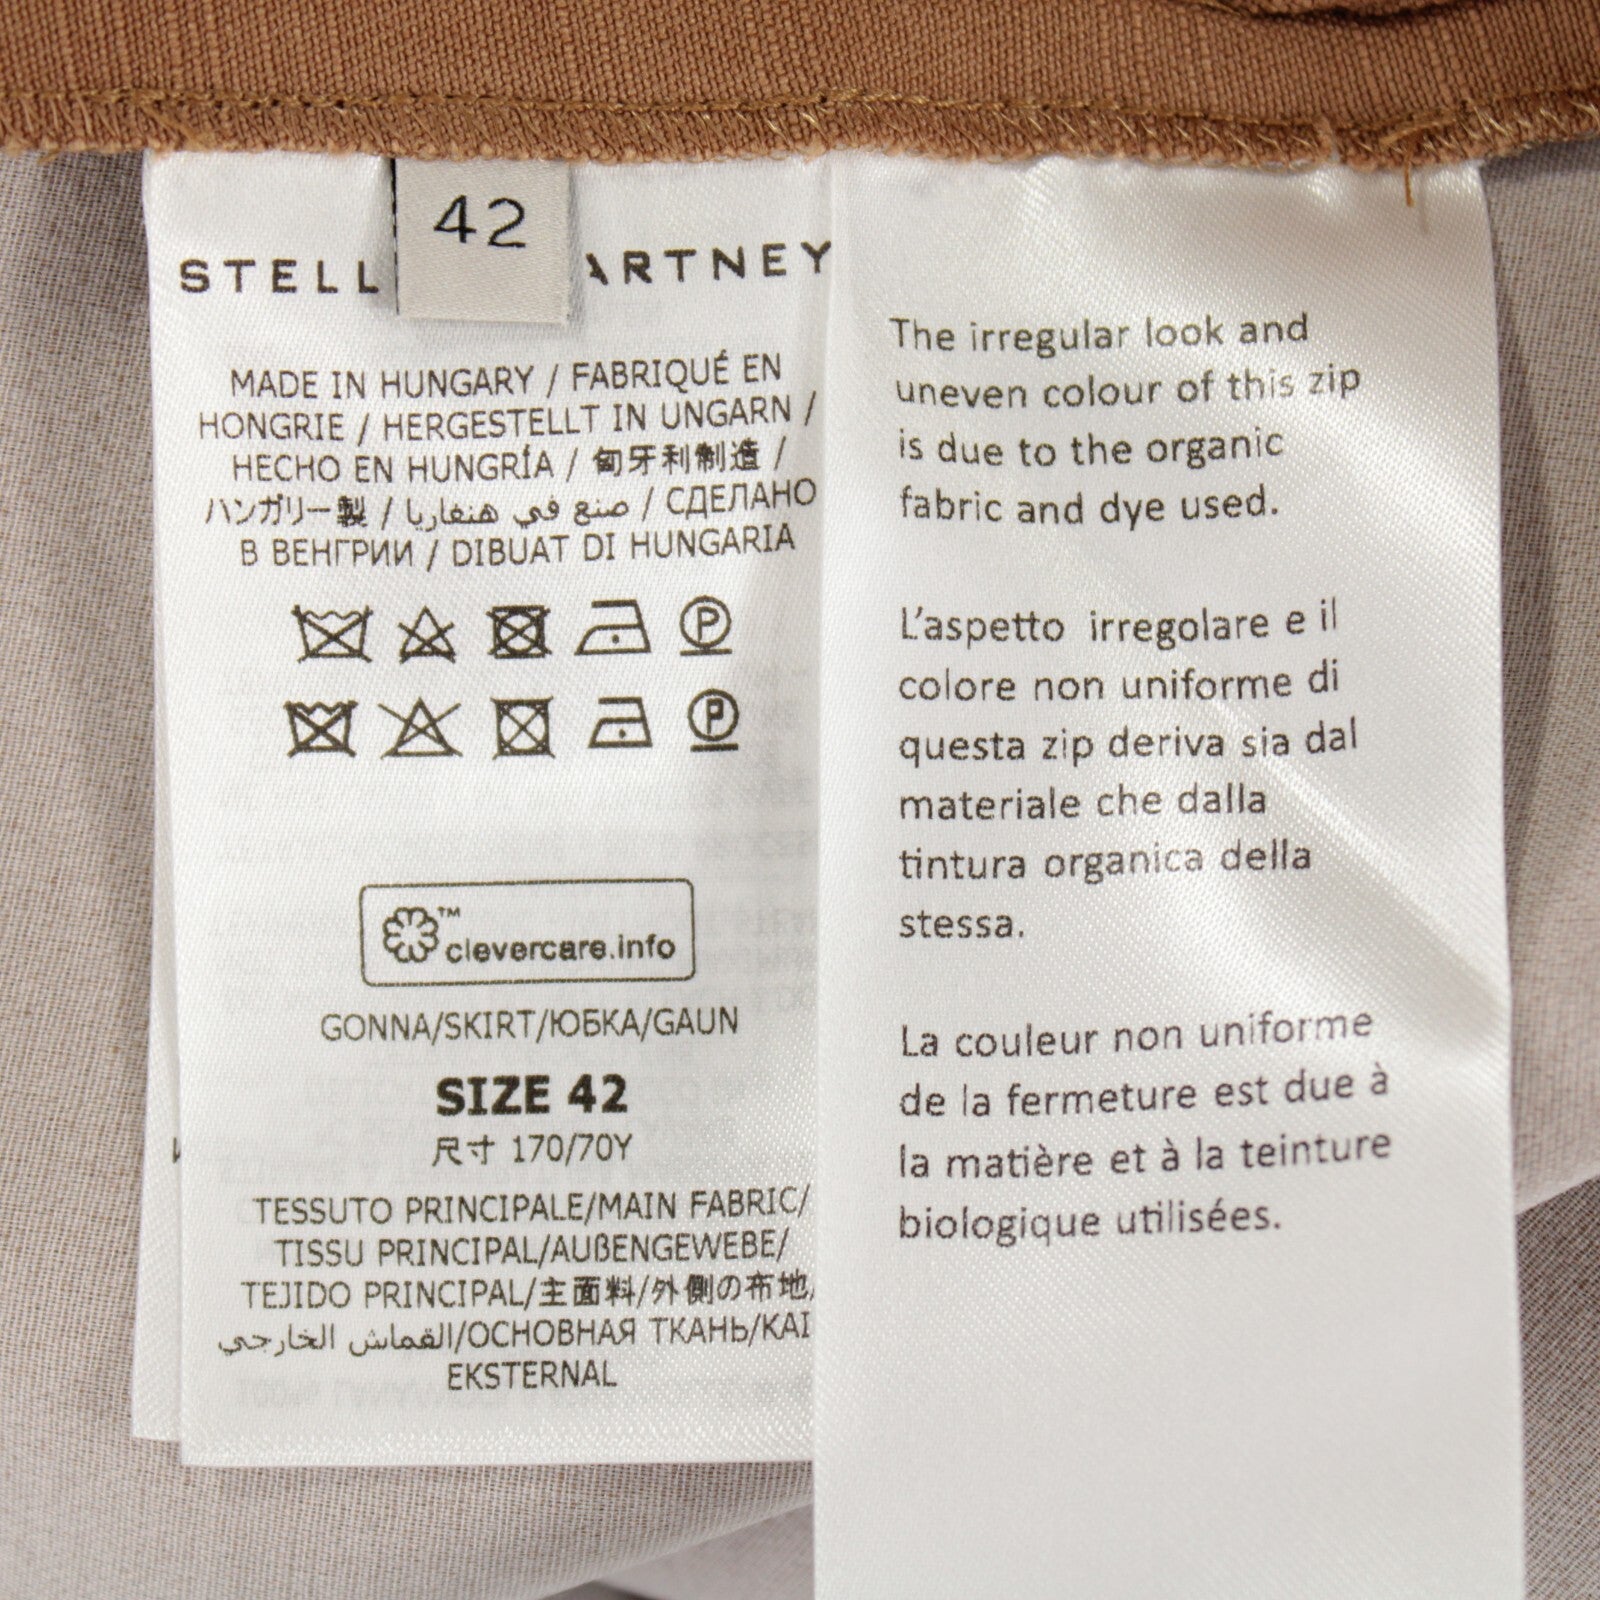 42
STELL ARTNEY
MADE IN HUNGARY / FABRIQUÉ EN
HONGRIE / HERGESTELLT IN UNGARN /
HECHO EN HUNGRÍA / 匈牙利制造 /
ハンガリー製 / صنع في هنغاريا / СДЕЛАНО
В ВЕНГРИИ / DIBUAT DI HUNGARIA
P
P
™
clevercare.info
GONNA/SKIRT/ЮБКА/GAUN
SIZE 42
尺寸 170/70Y
TESSUTO PRINCIPALE/MAIN FABRIC/
TISSU PRINCIPAL/AUßENGEWEBE/
TEJIDO PRINCIPAL/主面料/外側の布地/
القماش الخارجي/ОСНОВНАЯ ТКАНЬ/KAI
EKSTERNAL
The irregular look and
uneven colour of this zip
is due to the organic
fabric and dye used.
L'aspetto irregolare e il
colore non uniforme di
questa zip deriva sia dal
materiale che dalla
tintura organica della
stessa.
La couleur non uniforme
de la fermeture est due à
la matière et à la teinture
biologique utilisées.